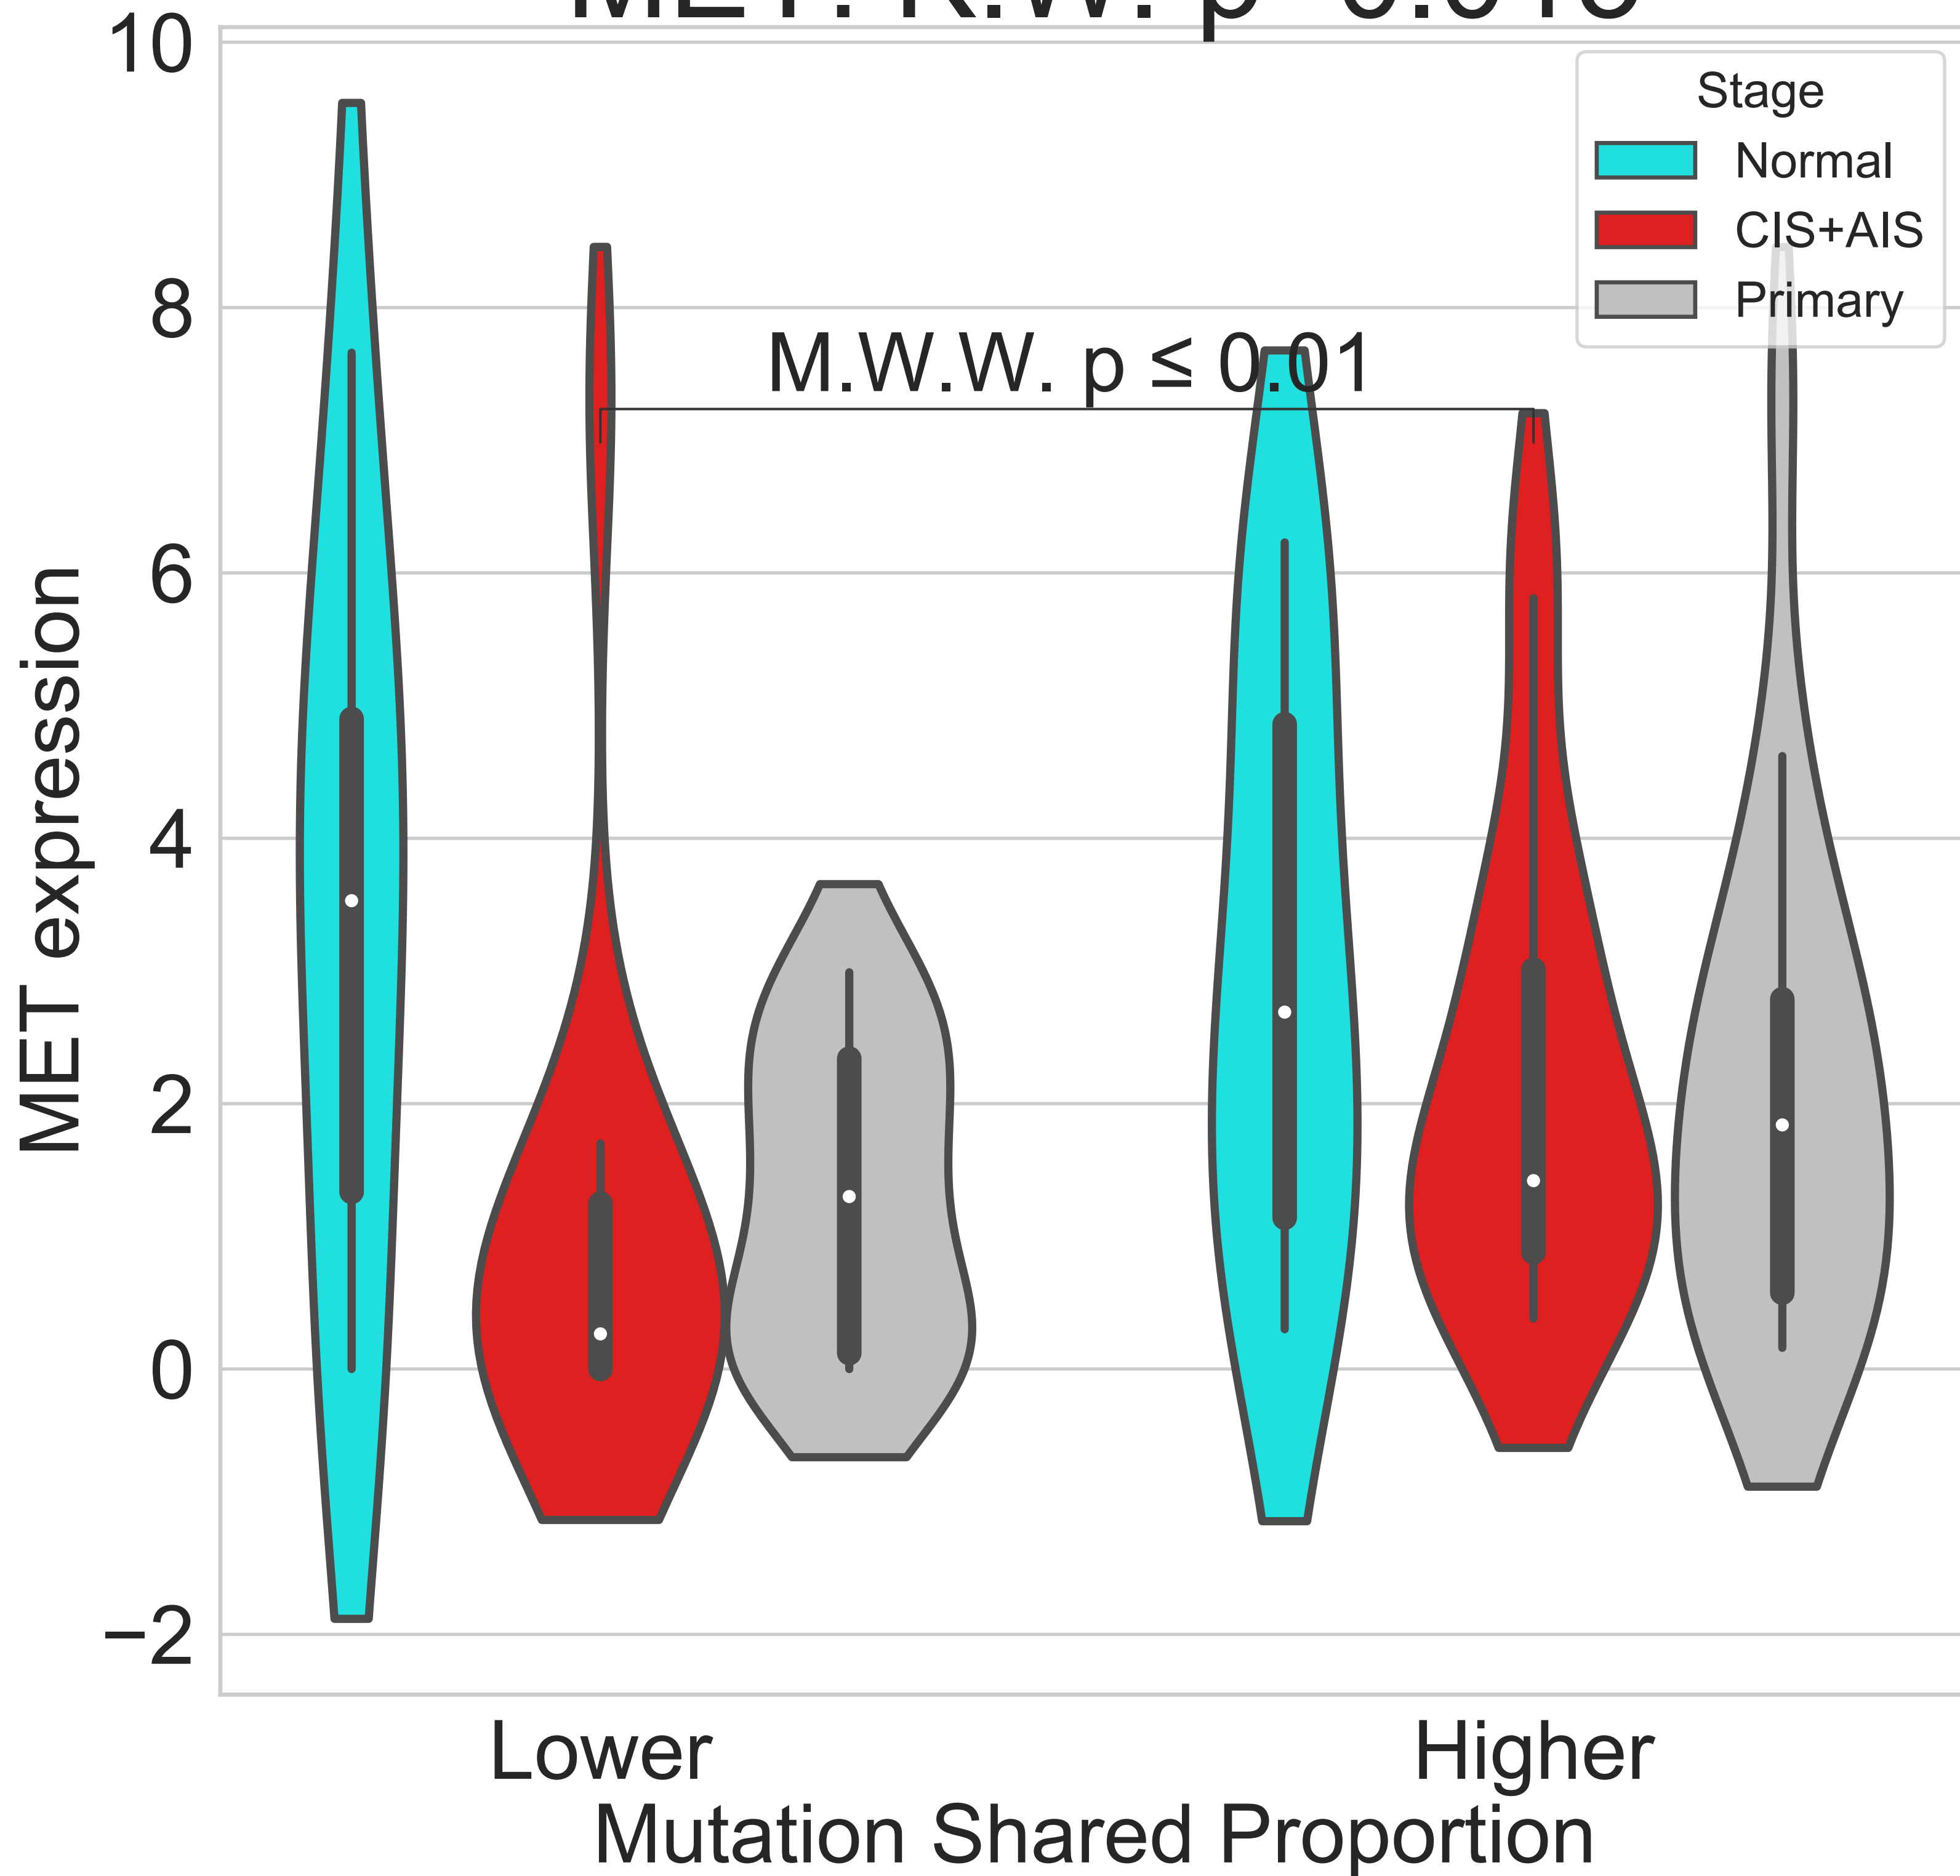 10
8
6
4
2
0
−2
MET expression
Stage
Normal
CIS+AIS
Primary
M.W.W. p ≤ 0.01
Lower
Higher
Mutation Shared Proportion